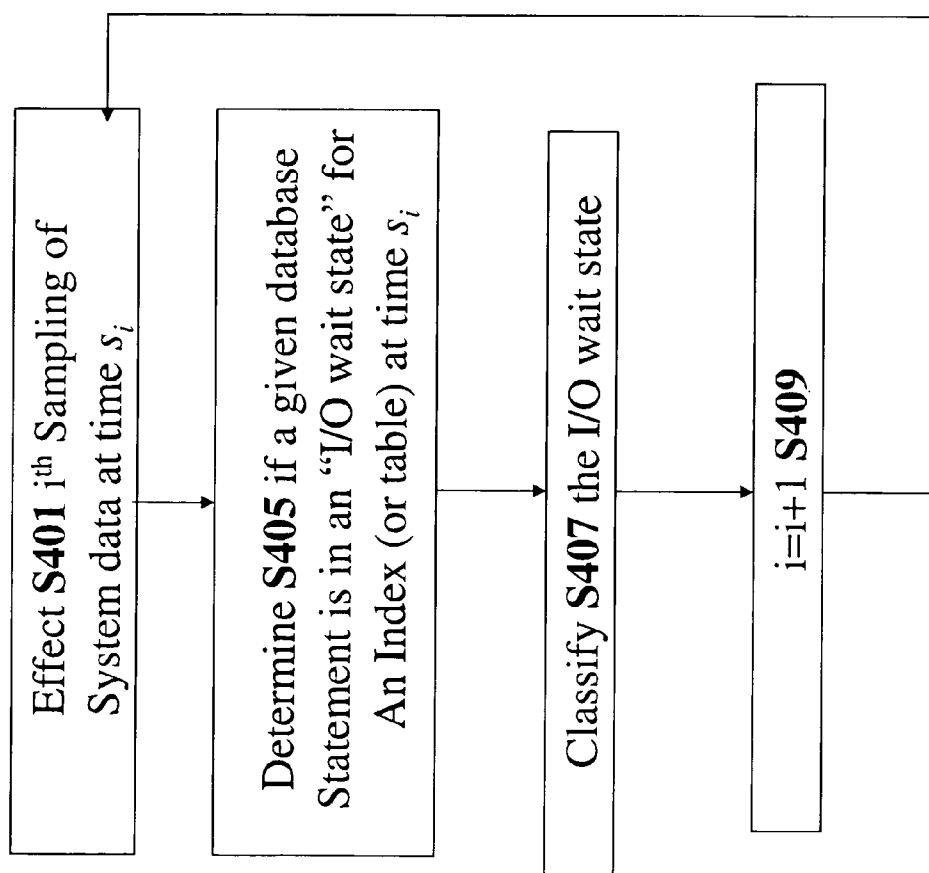 Effect S401 ith Sampling of
System data at time si
Determine S405 if a given database
Statement is in an “I/O wait state” for
An Index (or table) at time si
Classify S407 the I/O wait state
i=i+1 S409